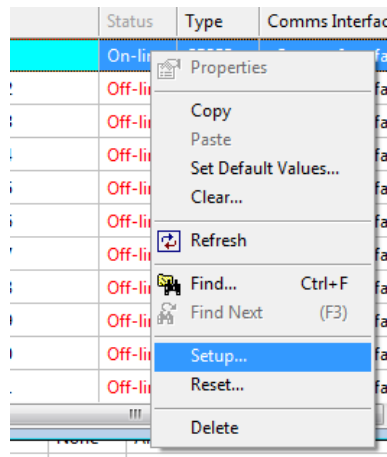 Status Type Comms Interfac
On-li
Properties
Off-li
Copy
Off-li
Paste
Off-li
Set Default Values...
Off-li
Clear...
Off-li
Refresh
Off-li
Find... Ctrl+F
Off-li
Find Next (F3)
Off-li
Setup...
Off-li
Reset...
Off-li
Delete